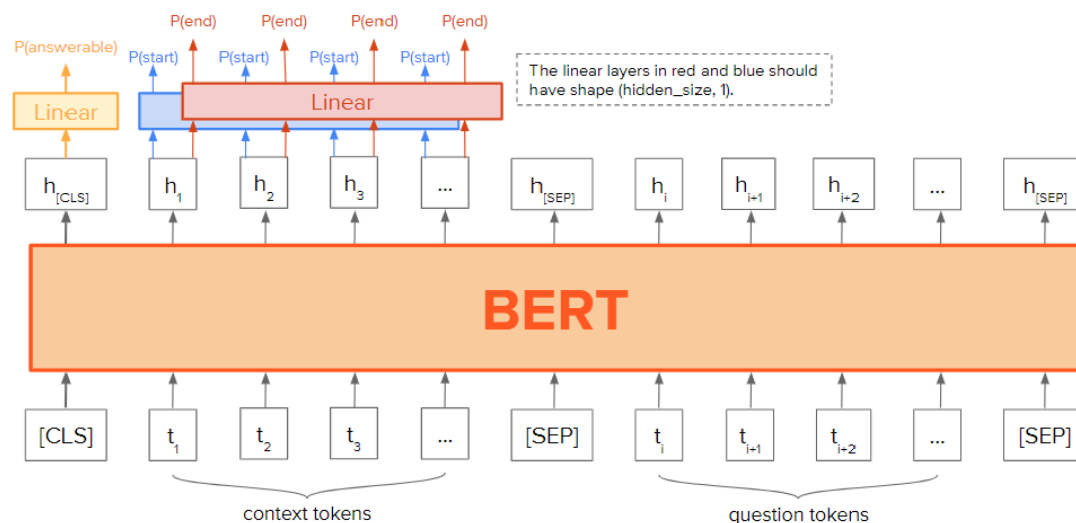 P(end) P(end) P(end) P(end)
P(answerable) P(start) P(start) P(start) P(start)
The linear layers in red and blue should
have shape (hidden_size, 1).
Linear Linear
h[CLS] h1 h2 h3 ... h[SEP] hi hi+1 hi+2 ... h[SEP]
BERT
[CLS] t1 t2 t3 ... [SEP] ti ti+1 ti+2 ... [SEP]
context tokens question tokens